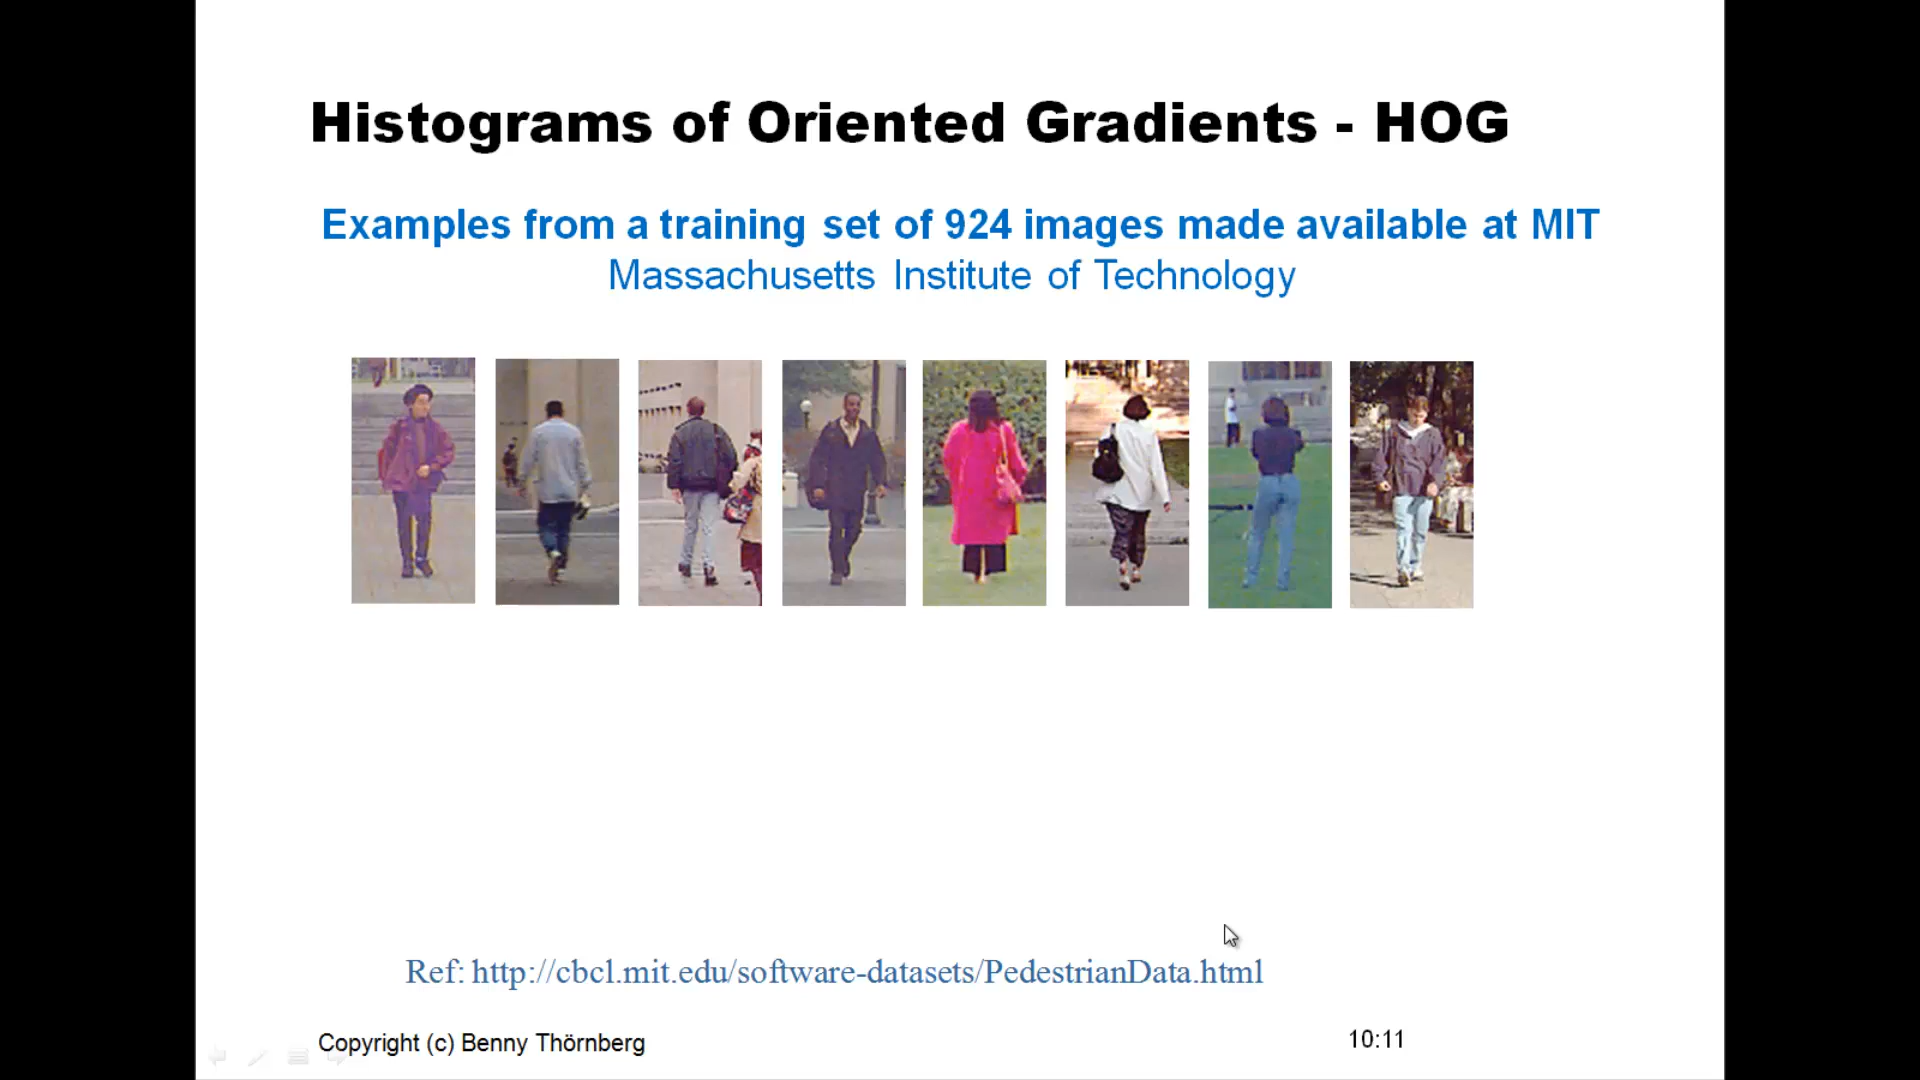 Histograms of Oriented Gradients - HOG
Examples from a training set of 924 images made available at MIT
Massachusetts Institute of Technology
Ref: http://cbcl.mit.edu/software-datasets/PedestrianData.html
Copyright (c) Benny Thörnberg
10:11